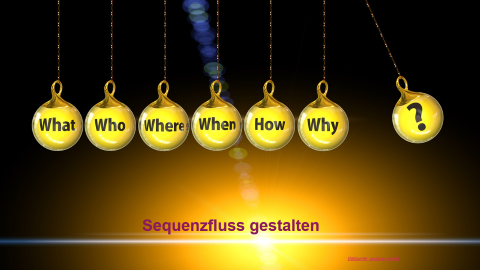 What Who Where When How Why ?
Sequenzfluss gestalten